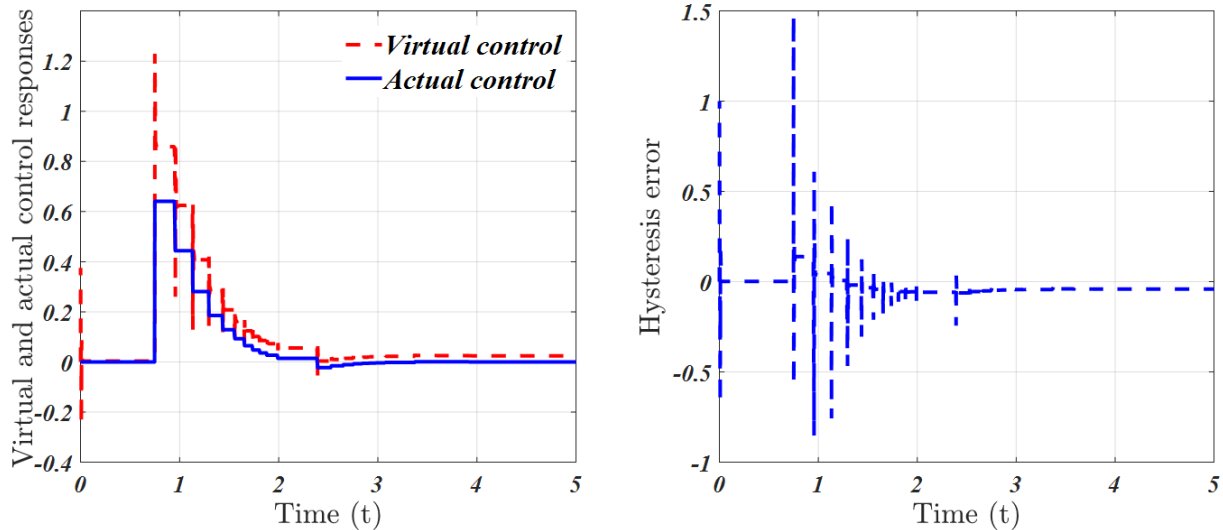 Virtual and actual control responses
1.2
1
0.8
0.6
0.4
0.2
0
-0.2
-0.4
Virtual control
Actual control
0 1 2 3 4 5
Time (t)
Hysteresis error
1.5
1
0.5
0
-0.5
-1
0 1 2 3 4 5
Time (t)